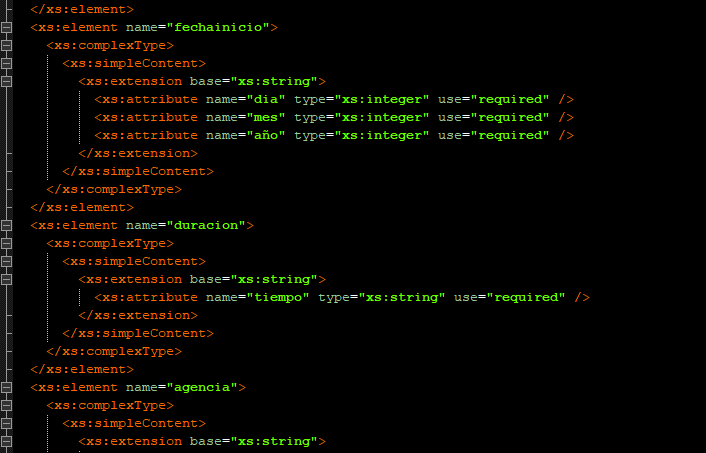 </xs:element>
<xs:element name="fechainicio">
<xs:complexType>
<xs:simpleContent>
<xs:extension base="xs:string">
<xs:attribute name="dia" type="xs:integer" use="required" />
<xs:attribute name="mes" type="xs:integer" use="required" />
<xs:attribute name="año" type="xs:integer" use="required" />
</xs:extension>
</xs:simpleContent>
</xs:complexType>
</xs:element>
<xs:element name="duracion">
<xs:complexType>
<xs:simpleContent>
<xs:extension base="xs:string">
<xs:attribute name="tiempo" type="xs:string" use="required" />
</xs:extension>
</xs:simpleContent>
</xs:complexType>
</xs:element>
<xs:element name="agencia">
<xs:complexType>
<xs:simpleContent>
<xs:extension base="xs:string">